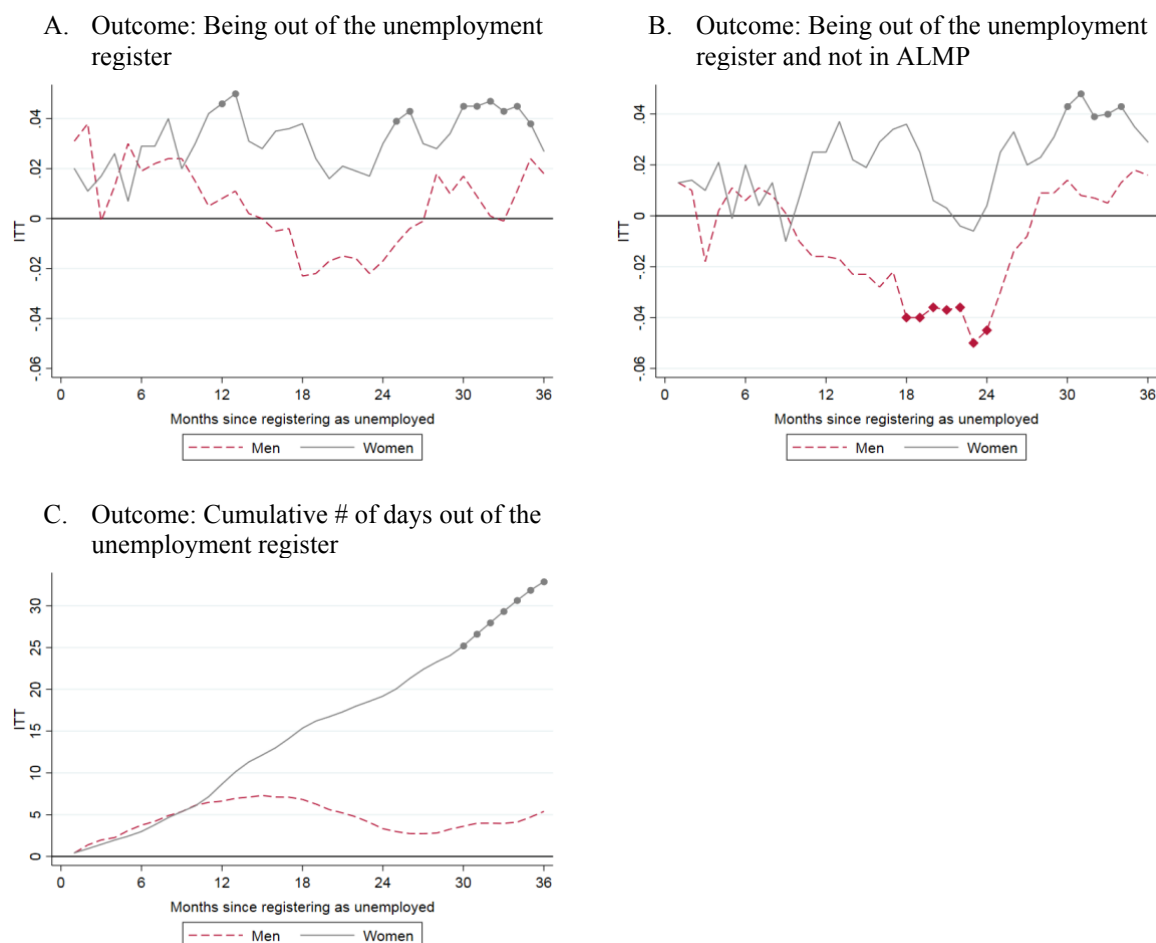 A. Outcome: Being out of the unemployment
register
.04
.02
0
-.02
-.04
-.06
ITT
0 6 12 18 24 30 36
Months since registering as unemployed
Men Women
B. Outcome: Being out of the unemployment
register and not in ALMP
.04
.02
0
-.02
-.04
-.06
ITT
0 6 12 18 24 30 36
Months since registering as unemployed
Men Women
C. Outcome: Cumulative # of days out of the
unemployment register
30
25
20
15
10
5
0
ITT
0 6 12 18 24 30 36
Months since registering as unemployed
Men Women